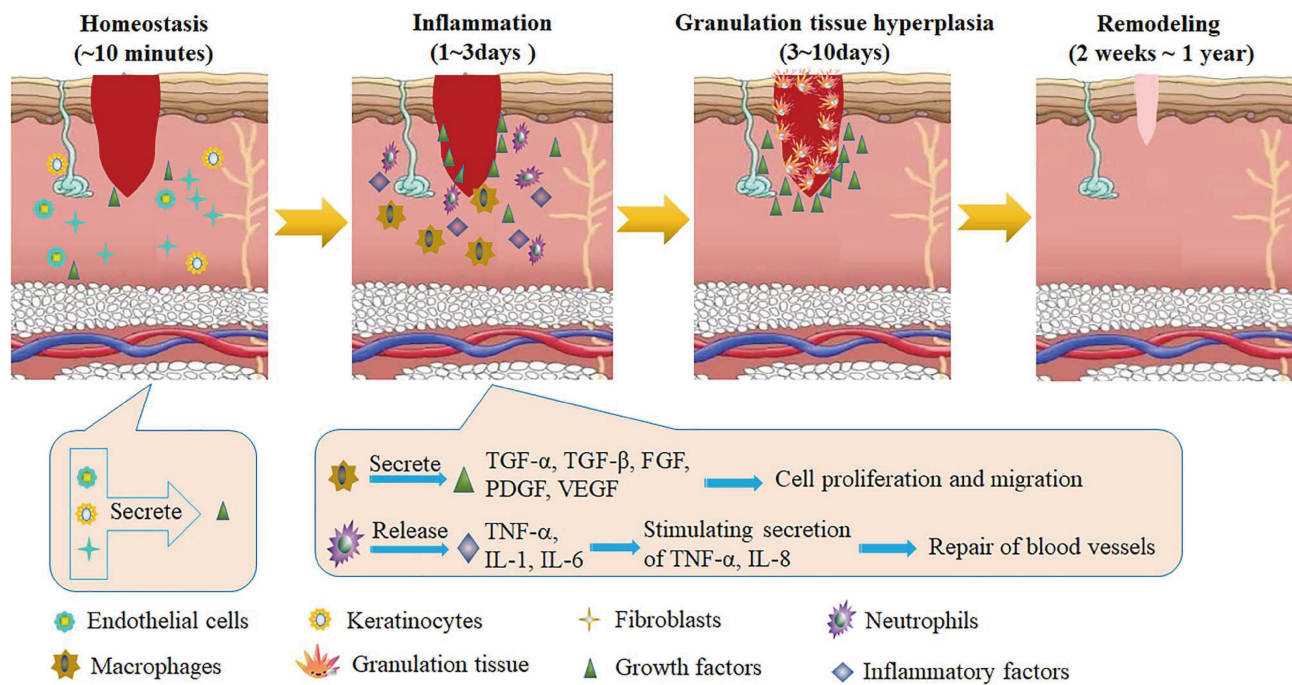 Homeostasis
(~10 minutes)
Inflammation
(1~3days )
Granulation tissue hyperplasia
(3~10days)
Remodeling
(2 weeks ~ 1 year)
Secrete
Secrete
TGF-α, TGF-β, FGF,
PDGF, VEGF
Cell proliferation and migration
Release
TNF-α,
IL-1, IL-6
Stimulating secretion
of TNF-α, IL-8
Repair of blood vessels
Endothelial cells
Keratinocytes
Fibroblasts
Neutrophils
Macrophages
Granulation tissue
Growth factors
Inflammatory factors